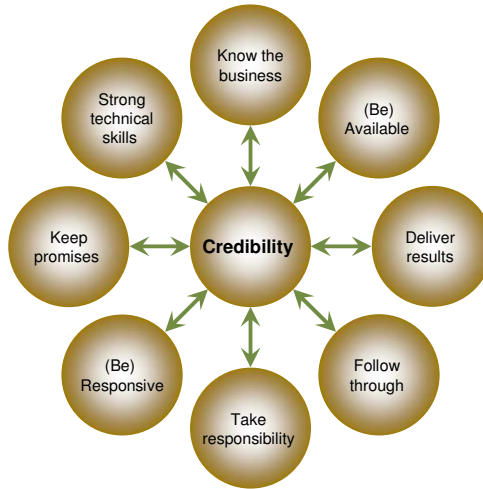 Know the
business
(Be)
Available
Deliver
results
Follow
through
Take
responsibility
(Be)
Responsive
Keep
promises
Strong
technical
skills
Credibility